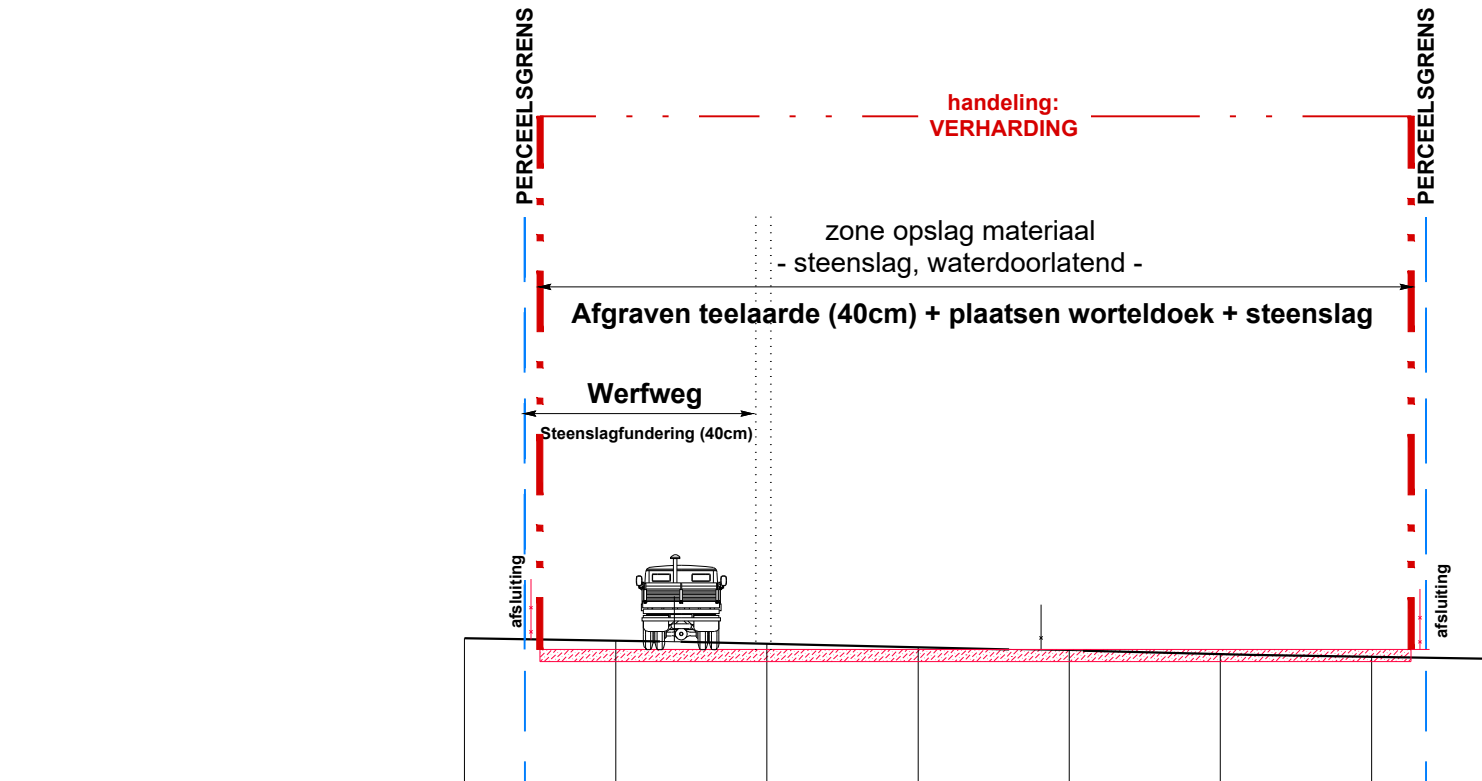 PERCEELSGRENS
PERCEELSGRENS
handeling:
VERHARDING
zone opslag materiaal
- steenslag, waterdoorlatend -
Afgraven teelaarde (40cm) + plaatsen worteldoek + steenslag
Werfweg
Steenslagfundering (40cm)
afsluiting
afsluiting